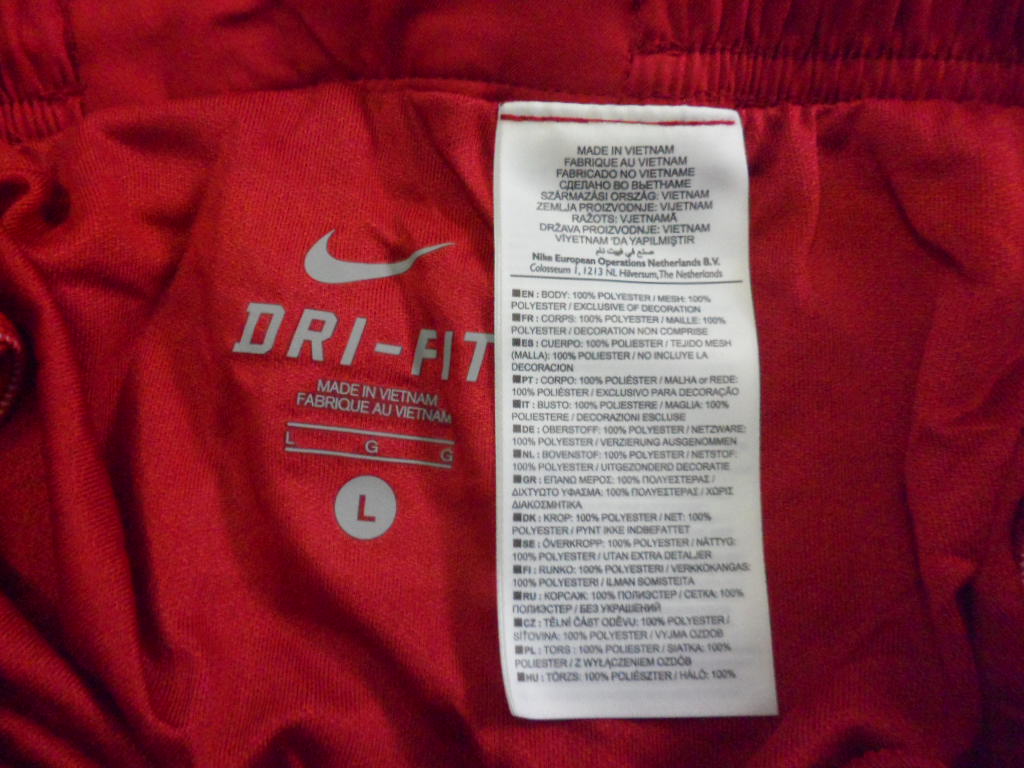 DRI-FIT
MADE IN VIETNAM
FABRIQUE AU VIETNAM
L G G
L
MADE IN VIETNAM
FABRIQUE AU VIETNAM
FABRICADO NO VIETNAME
СДЕЛАНО ВО ВЬЕТНАМЕ
SZÁRMAZÁSI ORSZÁG: VIETNAM
ZEMLJA PROIZVODNJE: VIJETNAM
RAŽOTS: VJETNAMĀ
DRŽAVA PROIZVODNJE: VIETNAM
VİYETNAM 'DA YAPILMIŞTIR
صنع في فييت نام
Nike European Operations Netherlands B.V.
Colosseum 1, 1213 NL Hilversum, The Netherlands
EN : BODY: 100% POLYESTER / MESH: 100%
POLYESTER / EXCLUSIVE OF DECORATION
FR : CORPS: 100% POLYESTER / MAILLE: 100%
POLYESTER / DECORATION NON COMPRISE
ES : CUERPO: 100% POLIESTER / TEJIDO MESH
(MALLA): 100% POLIESTER / NO INCLUYE LA
DECORACION
PT : CORPO: 100% POLIÉSTER / MALHA or REDE:
100% POLIÉSTER / EXCLUSIVO PARA DECORAÇÃO
IT : BUSTO: 100% POLIESTERE / MAGLIA: 100%
POLIESTERE / DECORAZIONI ESCLUSE
DE : OBERSTOFF: 100% POLYESTER / NETZWARE:
100% POLYESTER / VERZIERUNG AUSGENOMMEN
NL : BOVENSTOF: 100% POLYESTER / NETSTOF:
100% POLYESTER / UITGEZONDERD DECORATIE
GR : ΕΠΑΝΩ ΜΕΡΟΣ: 100% ΠΟΛΥΕΣΤΕΡΑΣ /
ΔΙΧΤΥΩΤΟ ΥΦΑΣΜΑ: 100% ΠΟΛΥΕΣΤΕΡΑΣ / ΧΩΡΙΣ
ΔΙΑΚΟΣΜΗΤΙΚΑ
DK : KROP: 100% POLYESTER / NET: 100%
POLYESTER / PYNT IKKE INDBEFATTET
SE : ÖVERKROPP: 100% POLYESTER / NÄTTYG:
100% POLYESTER / UTAN EXTRA DETALJER
FI : RUNKO: 100% POLYESTERI / VERKKOKANGAS:
100% POLYESTERI / ILMAN SOMISTEITA
RU : КОРСАЖ: 100% ПОЛИЭСТЕР / СЕТКА: 100%
ПОЛИЭСТЕР / БЕЗ УКРАШЕНИЙ
CZ : TĚLNÍ ČÁST ODĚVU: 100% POLYESTER /
SÍŤOVINA: 100% POLYESTER / VYJMA OZDOB
PL : TORS : 100% POLIESTER / SIATKA: 100%
POLIESTER / Z WYŁĄCZENIEM OZDÓB
HU : TÖRZS: 100% POLIÉSZTER / HÁLÓ: 100%